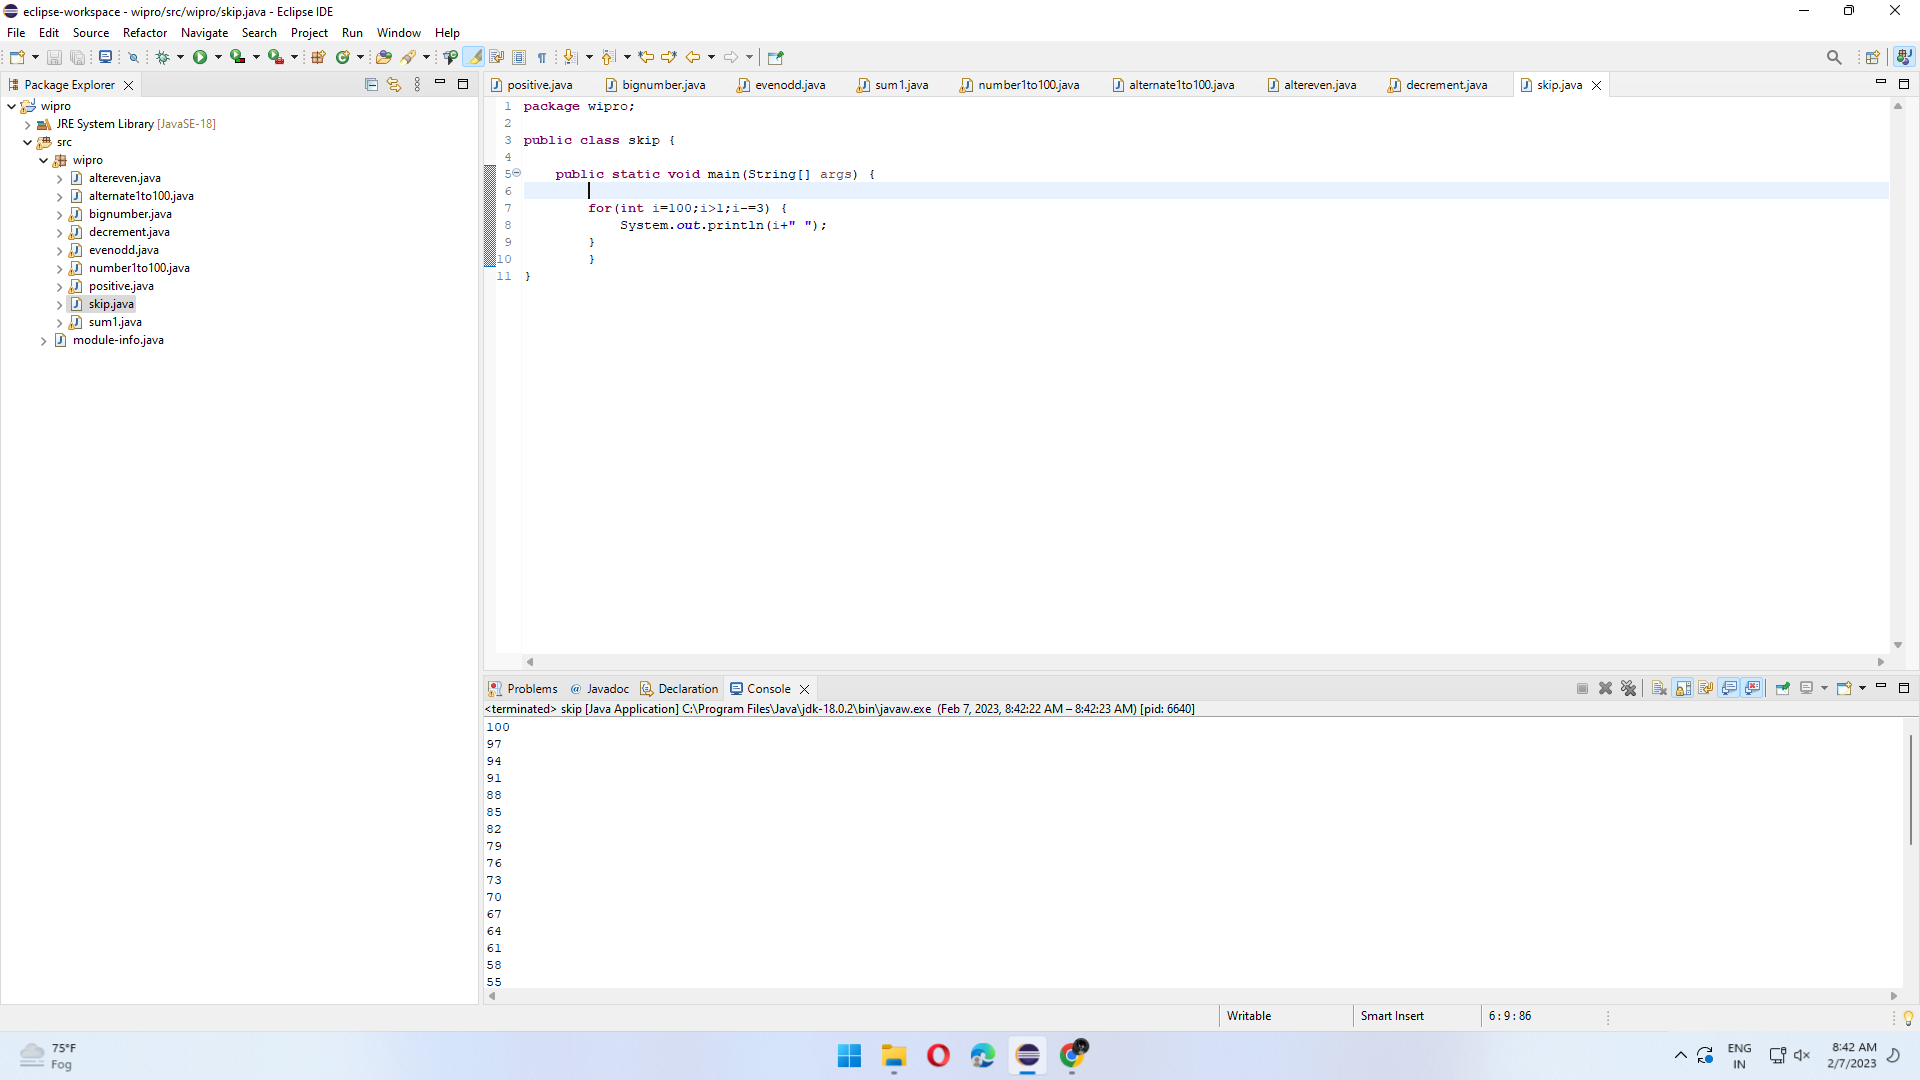 eclipse-workspace - wipro/src/wipro/skip.java - Eclipse IDE
File Edit Source Refactor Navigate Search Project Run Window Help
Package Explorer
positive.java bignumber.java evenodd.java sum1.java number1to100.java alternate1to100.java altereven.java decrement.java skip.java
wipro
JRE System Library [JavaSE-18]
src
wipro
altereven.java
alternate1to100.java
bignumber.java
decrement.java
evenodd.java
number1to100.java
positive.java
skip.java
sum1.java
module-info.java
1 package wipro;
2
3 public class skip {
4
5 public static void main(String[] args) {
6
7 for(int i=100;i>1;i-=3) {
8 System.out.println(i+" ");
9 }
10 }
11 }
Problems @ Javadoc Declaration Console
<terminated> skip [Java Application] C:\Program Files\Java\jdk-18.0.2\bin\javaw.exe (Feb 7, 2023, 8:42:22 AM – 8:42:23 AM) [pid: 6640]
100
97
94
91
88
85
82
79
76
73
70
67
64
61
58
55
Writable Smart Insert 6 : 9 : 86
75°F
Fog
ENG
IN
8:42 AM
2/7/2023